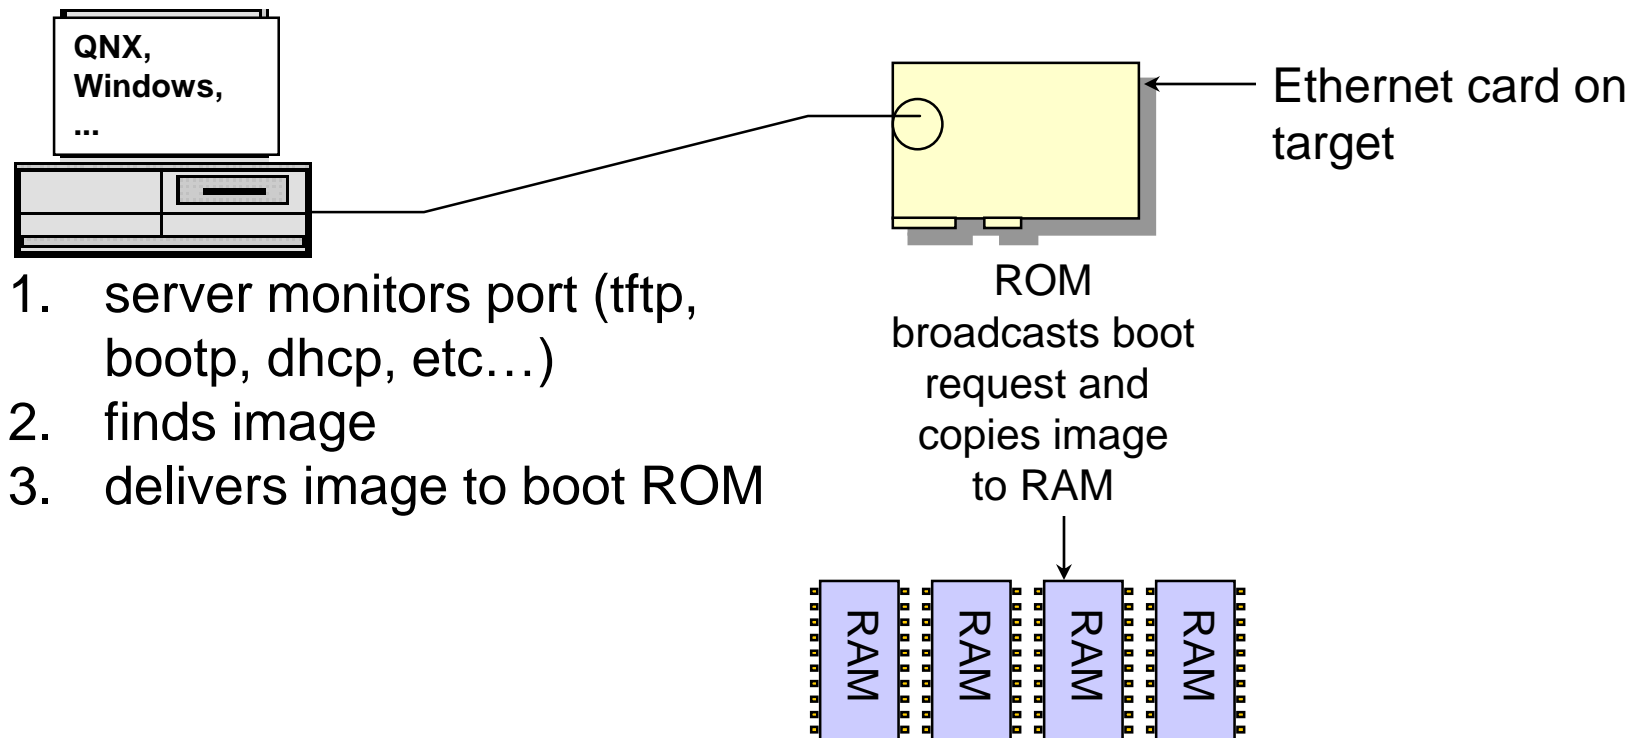 QNX,
Windows,
...
Ethernet card on
target
1. server monitors port (tftp,
bootp, dhcp, etc…)
2. finds image
3. delivers image to boot ROM
ROM
broadcasts boot
request and
copies image
to RAM
RAM
RAM
RAM
RAM